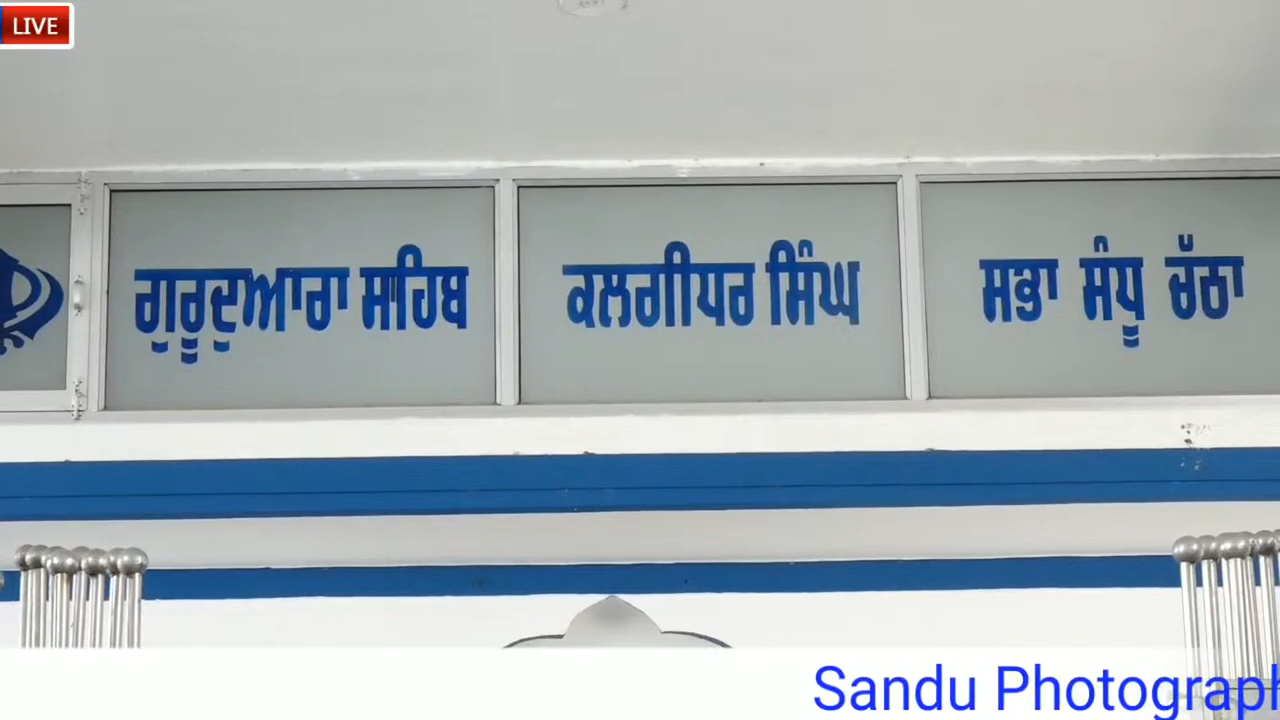 LIVE
ਗੁਰੂਦੁਆਰਾ ਸਾਹਿਬ
ਕਲਗੀਧਰ ਸਿੰਘ
ਸਭਾ ਸੰਧੂ ਚੱਠਾ
Sandu Photograph